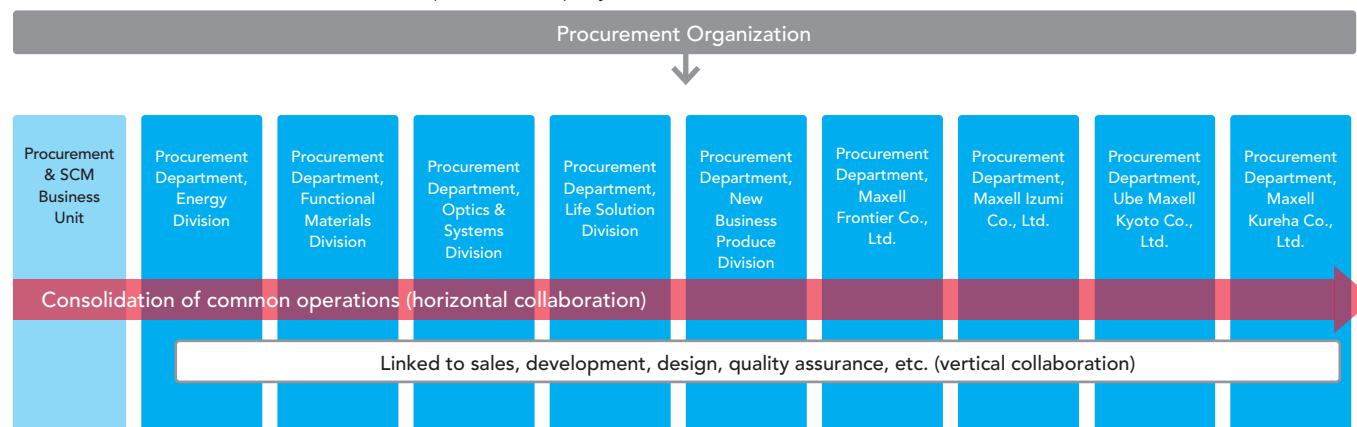 Procurement Organization
Procurement
& SCM
Business
Unit
Procurement
Department,
Energy
Division
Procurement
Department,
Functional
Materials
Division
Procurement
Department,
Optics &
Systems
Division
Procurement
Department,
Life Solution
Division
Procurement
Department,
New
Business
Produce
Division
Procurement
Department,
Maxell
Frontier Co.,
Ltd.
Procurement
Department,
Maxell Izumi
Co., Ltd.
Procurement
Department,
Ube Maxell
Kyoto Co.,
Ltd.
Procurement
Department,
Maxell
Kureha Co.,
Ltd.
Consolidation of common operations (horizontal collaboration)
Linked to sales, development, design, quality assurance, etc. (vertical collaboration)